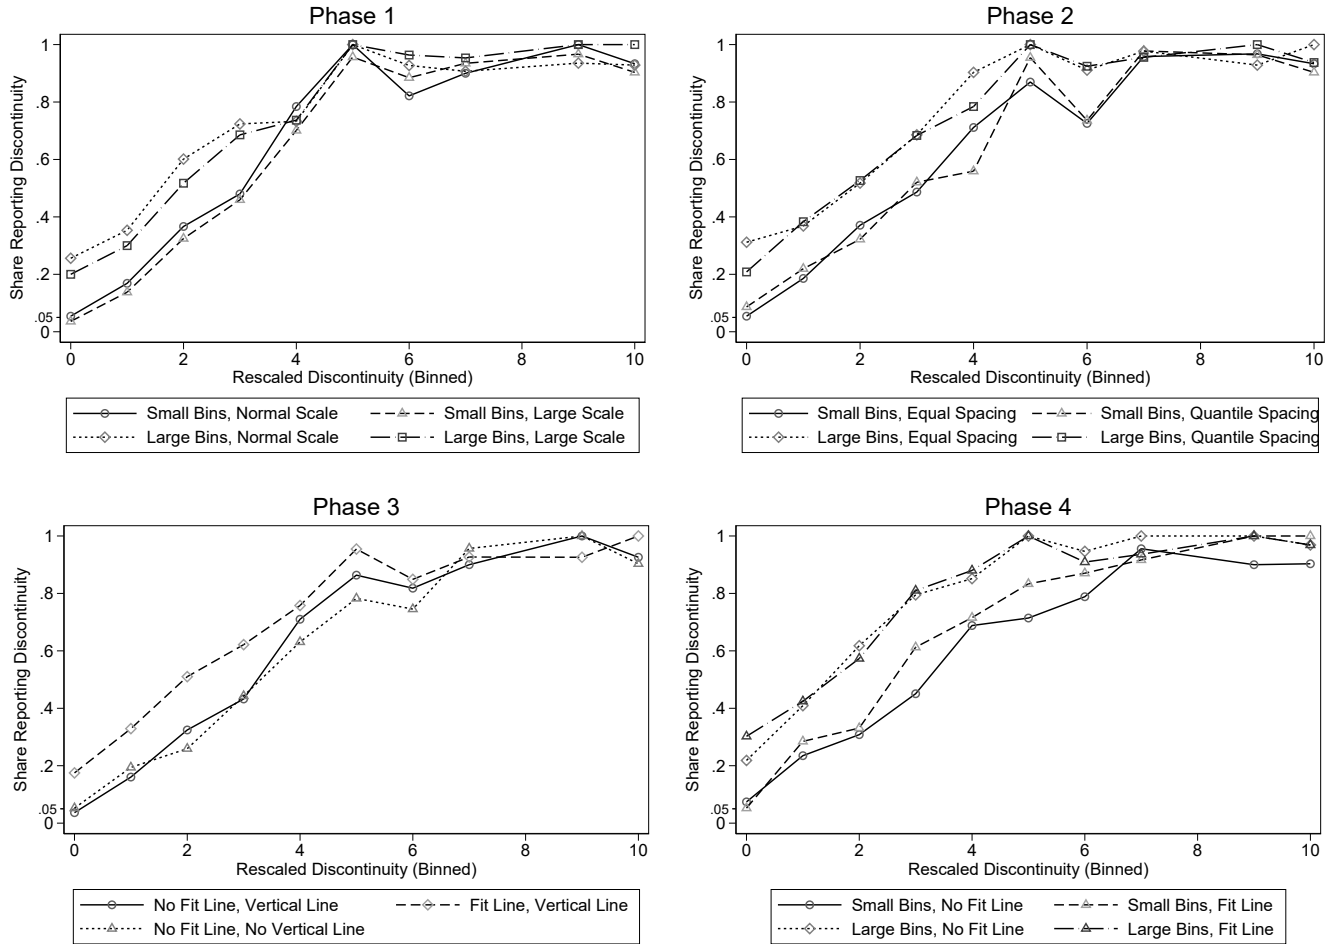 Phase 1
Share Reporting Discontinuity
1
.8
.6
.4
.2
.05
0
0 2 4 6 8 10
Rescaled Discontinuity (Binned)
Small Bins, Normal Scale Small Bins, Large Scale
Large Bins, Normal Scale Large Bins, Large Scale
Phase 2
Share Reporting Discontinuity
1
.8
.6
.4
.2
.05
0
0 2 4 6 8 10
Rescaled Discontinuity (Binned)
Small Bins, Equal Spacing Small Bins, Quantile Spacing
Large Bins, Equal Spacing Large Bins, Quantile Spacing
Phase 3
Share Reporting Discontinuity
1
.8
.6
.4
.2
.05
0
0 2 4 6 8 10
Rescaled Discontinuity (Binned)
No Fit Line, Vertical Line Fit Line, Vertical Line
No Fit Line, No Vertical Line
Phase 4
Share Reporting Discontinuity
1
.8
.6
.4
.2
.05
0
0 2 4 6 8 10
Rescaled Discontinuity (Binned)
Small Bins, No Fit Line Small Bins, Fit Line
Large Bins, No Fit Line Large Bins, Fit Line